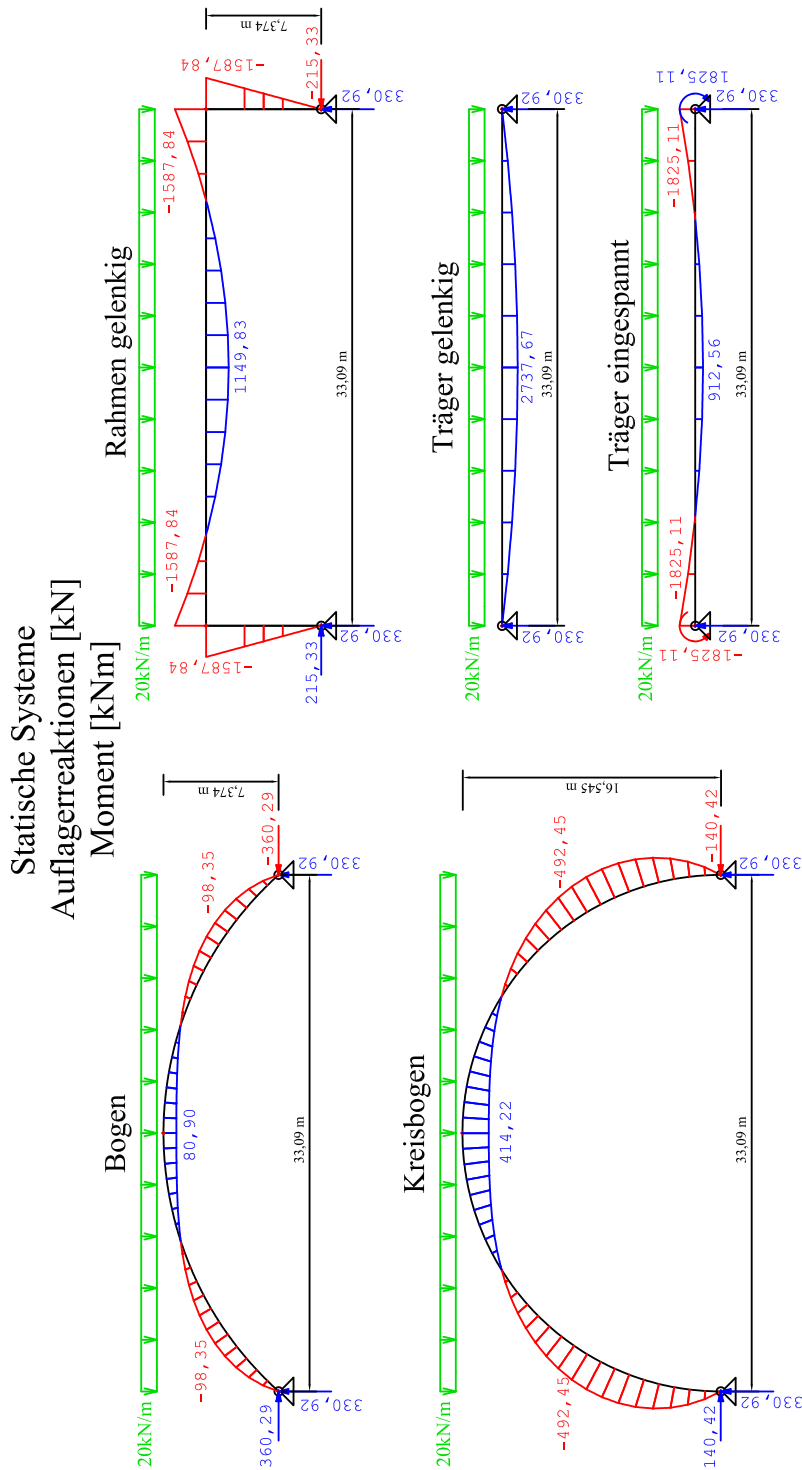 Statische Systeme
Auflagerreaktionen [kN]
Moment [kNm]
Bogen
20kN/m
-98,35
-98,35
80,90
7,374 m
360,29
-360,29
330,92
330,92
33,09 m
Rahmen gelenkig
20kN/m
-1587,84
-1587,84
-1587,84
-1587,84
1149,83
7,374 m
215,33
-215,33
330,92
330,92
33,09 m
Kreisbogen
20kN/m
-492,45
-492,45
414,22
16,545 m
140,42
-140,42
330,92
330,92
33,09 m
Träger gelenkig
20kN/m
2737,67
330,92
330,92
33,09 m
Träger eingespannt
20kN/m
-1825,11
-1825,11
-1825,11
1825,11
912,56
330,92
330,92
33,09 m